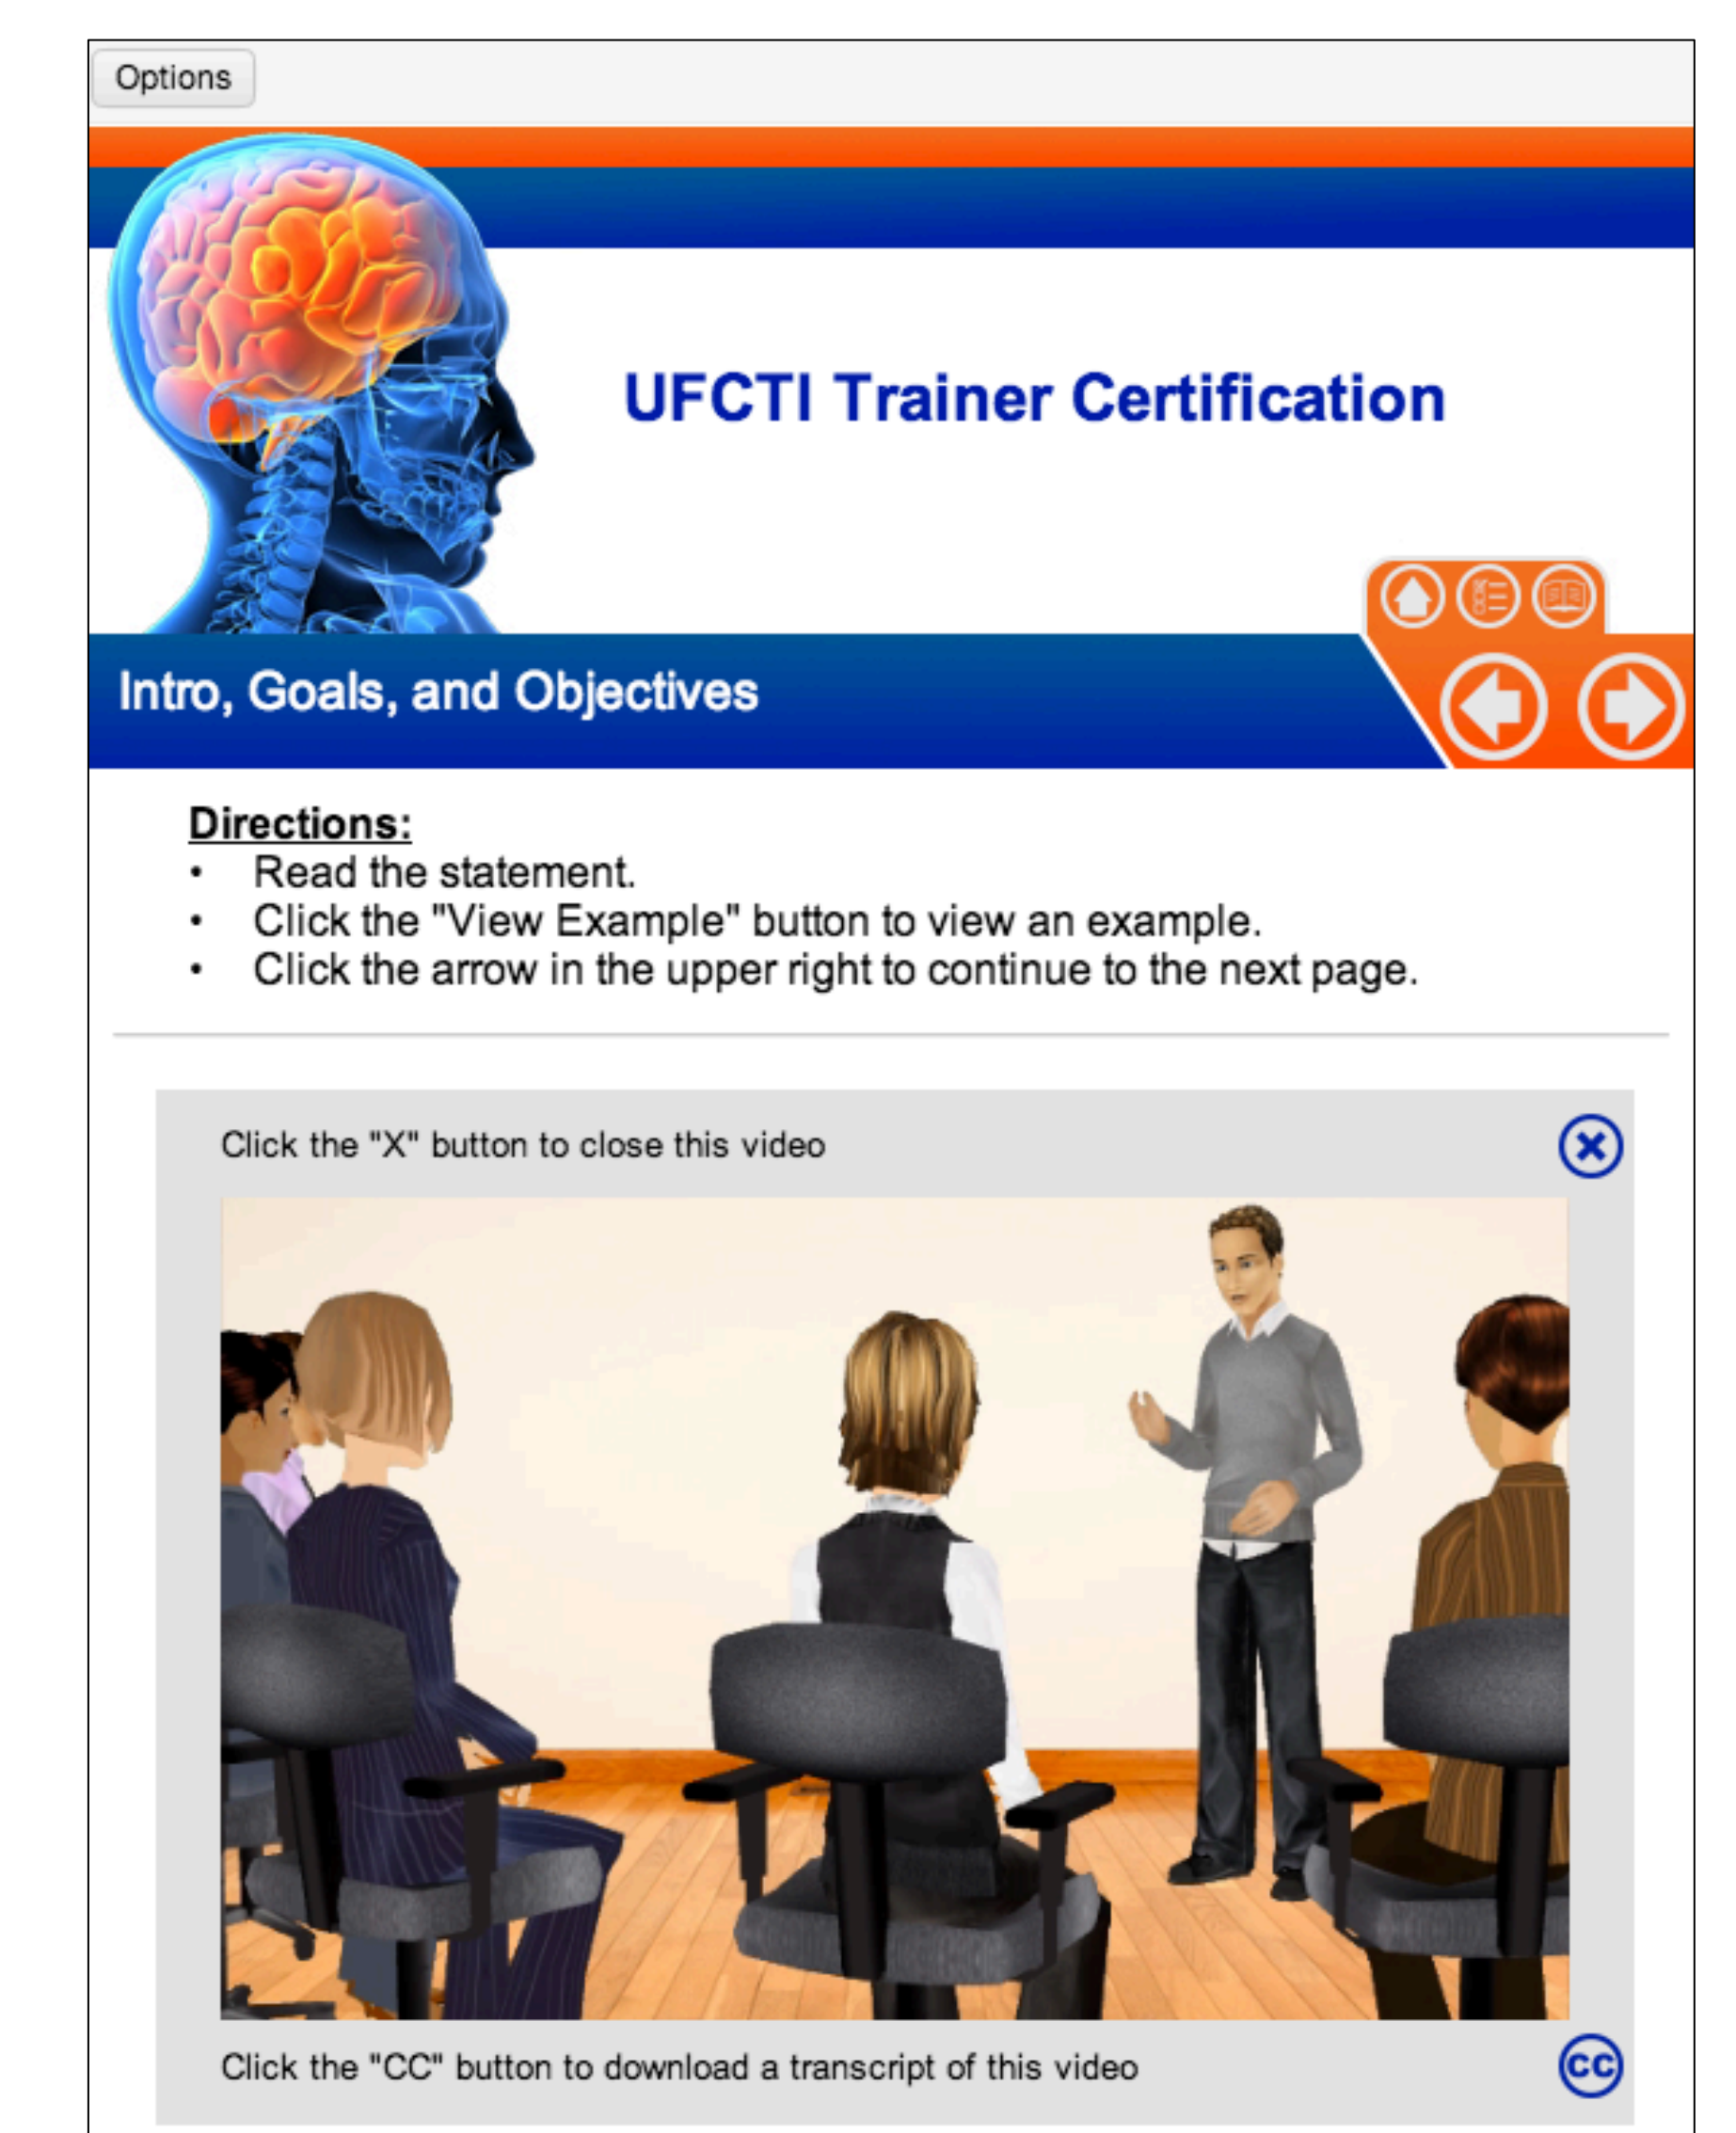 Options
UFCTI Trainer Certification
Intro, Goals, and Objectives
Directions:
• Read the statement.
• Click the "View Example" button to view an example.
• Click the arrow in the upper right to continue to the next page.
Click the "X" button to close this video
Click the "CC" button to download a transcript of this video
CC